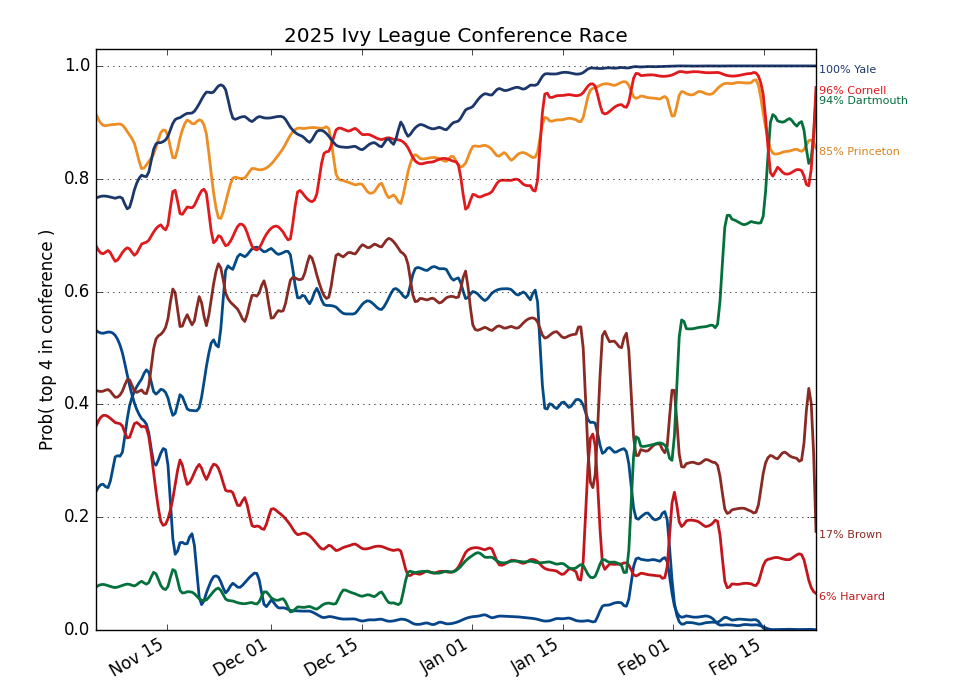 2025 Ivy League Conference Race
Prob( top 4 in conference )
1.0
0.8
0.6
0.4
0.2
0.0
Nov 15
Dec 01
Dec 15
Jan 01
Jan 15
Feb 01
Feb 15
100% Yale
96% Cornell
94% Dartmouth
85% Princeton
17% Brown
6% Harvard